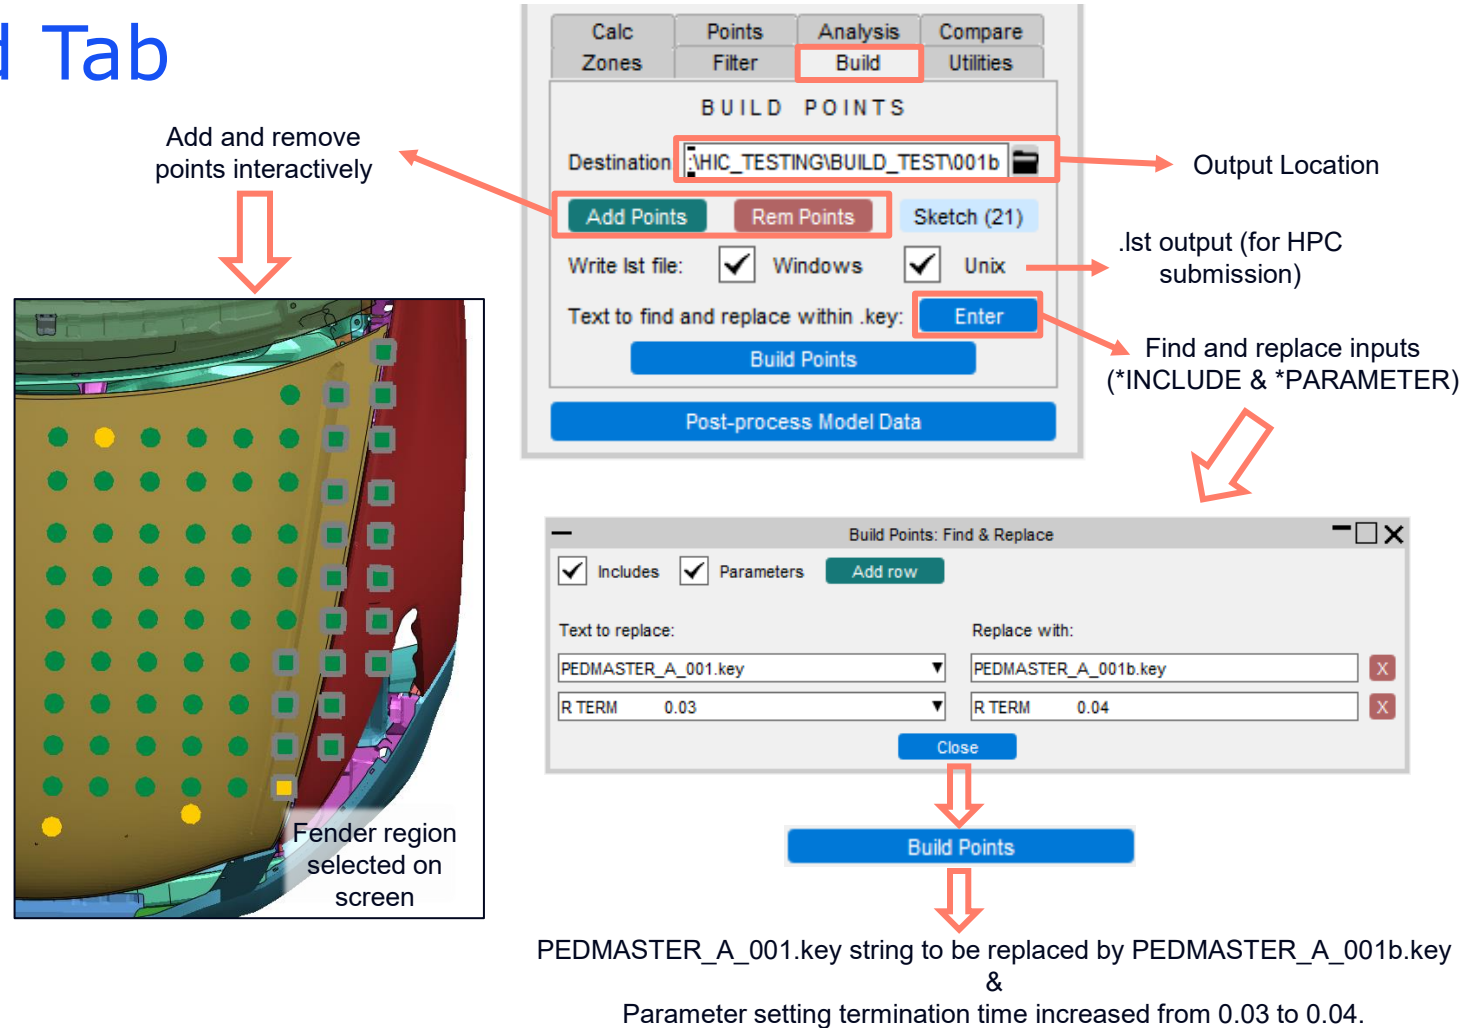 Tab
Add and remove
points interactively
Calc Points Analysis Compare
Zones Filter Build Utilities
BUILD POINTS
Destination :\HIC_TESTING\BUILD_TEST\001b
Output Location
Add Points Rem Points Sketch (21)
Write lst file: Windows Unix
.lst output (for HPC
submission)
Text to find and replace within .key: Enter
Build Points
Post-process Model Data
Find and replace inputs
(*INCLUDE & *PARAMETER)
Build Points: Find & Replace
Includes Parameters Add row
Text to replace: Replace with:
PEDMASTER_A_001.key PEDMASTER_A_001b.key X
R TERM 0.03 R TERM 0.04 X
Close
Fender region
selected on
screen
Build Points
PEDMASTER_A_001.key string to be replaced by PEDMASTER_A_001b.key
&
Parameter setting termination time increased from 0.03 to 0.04.